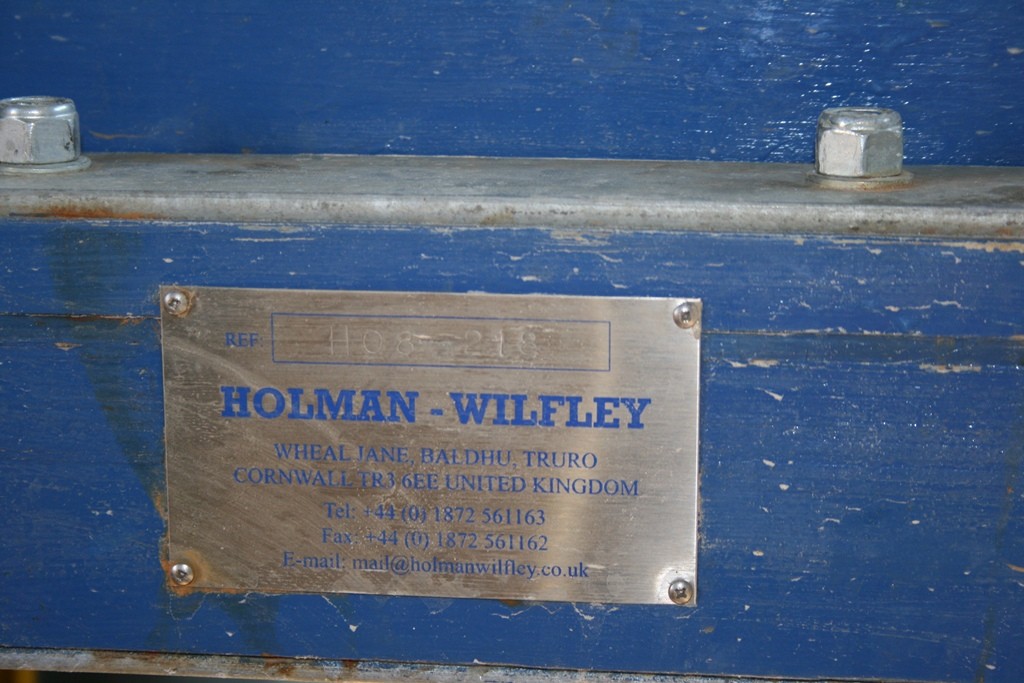 REF: H08-218
HOLMAN - WILFLEY
WHEAL JANE, BALDHU, TRURO
CORNWALL TR3 6EE UNITED KINGDOM
Tel: +44 (0) 1872 561163
Fax: +44 (0) 1872 561162
E-mail: mail@holmanwilfley.co.uk